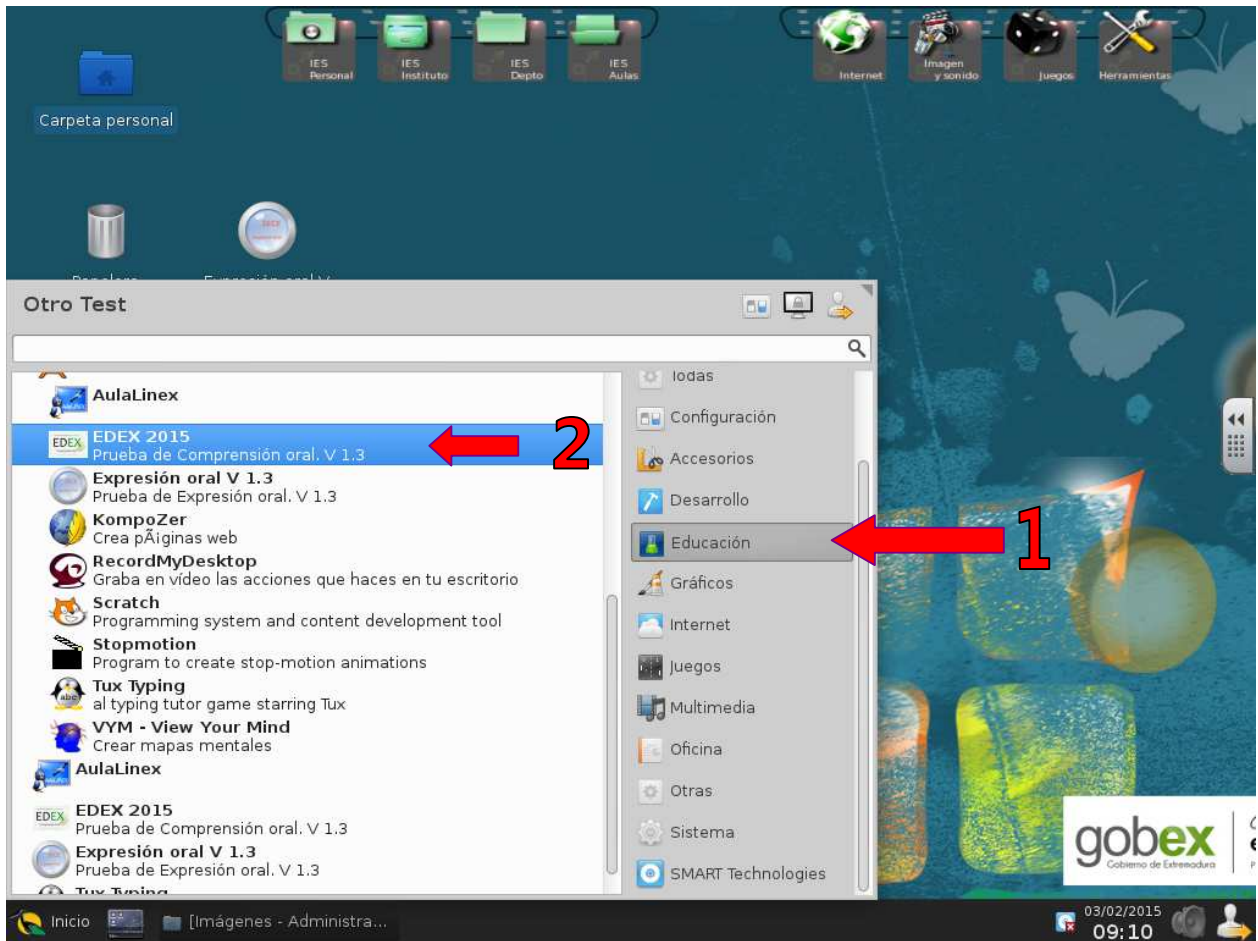 IES
Personal
IES
Instituto
IES
Depto
IES
Aulas
Internet
Imagen
y sonido
Juegos
Herramientas
Carpeta personal
Otro Test
AulaLinex
EDEX
EDEX 2015
Prueba de Comprensión oral. V 1.3
2
Expresión oral V 1.3
Prueba de Expresión oral. V 1.3
KompoZer
Crea pÃiginas web
RecordMyDesktop
Graba en vídeo las acciones que haces en tu escritorio
Scratch
Programming system and content development tool
Stopmotion
Program to create stop-motion animations
abc
Tux Typing
al typing tutor game starring Tux
VYM - View Your Mind
Crear mapas mentales
AulaLinex
EDEX
EDEX 2015
Prueba de Comprensión oral. V 1.3
Expresión oral V 1.3
Prueba de Expresión oral. V 1.3
Tux Typing
Todas
Configuración
Accesorios
Desarrollo
Educación
1
Gráficos
Internet
Juegos
Multimedia
Oficina
Otras
Sistema
SMART Technologies
gobex
Gobierno de Extremadura
Inicio
[Imágenes - Administra...
03/02/2015
09:10